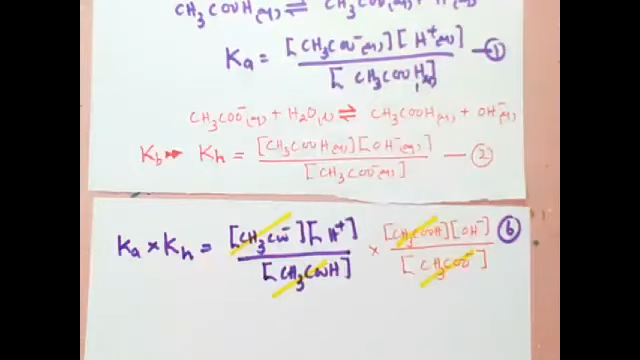 CH₃COOH(aq) ⇌ CH₃COO⁻(aq) + H⁺(aq)
Ka = [CH₃COO⁻(aq)][H⁺(aq)] / [CH₃COOH(aq)] — ①
CH₃COO⁻(aq) + H₂O(l) ⇌ CH₃COOH(aq) + OH⁻(aq)
Kb Kh = [CH₃COOH(aq)][OH⁻(aq)] / [CH₃COO⁻(aq)] — ②
Ka × Kh = [CH₃COO⁻][H⁺] / [CH₃COOH] × [CH₃COOH][OH⁻] / [CH₃COO⁻] ⑥